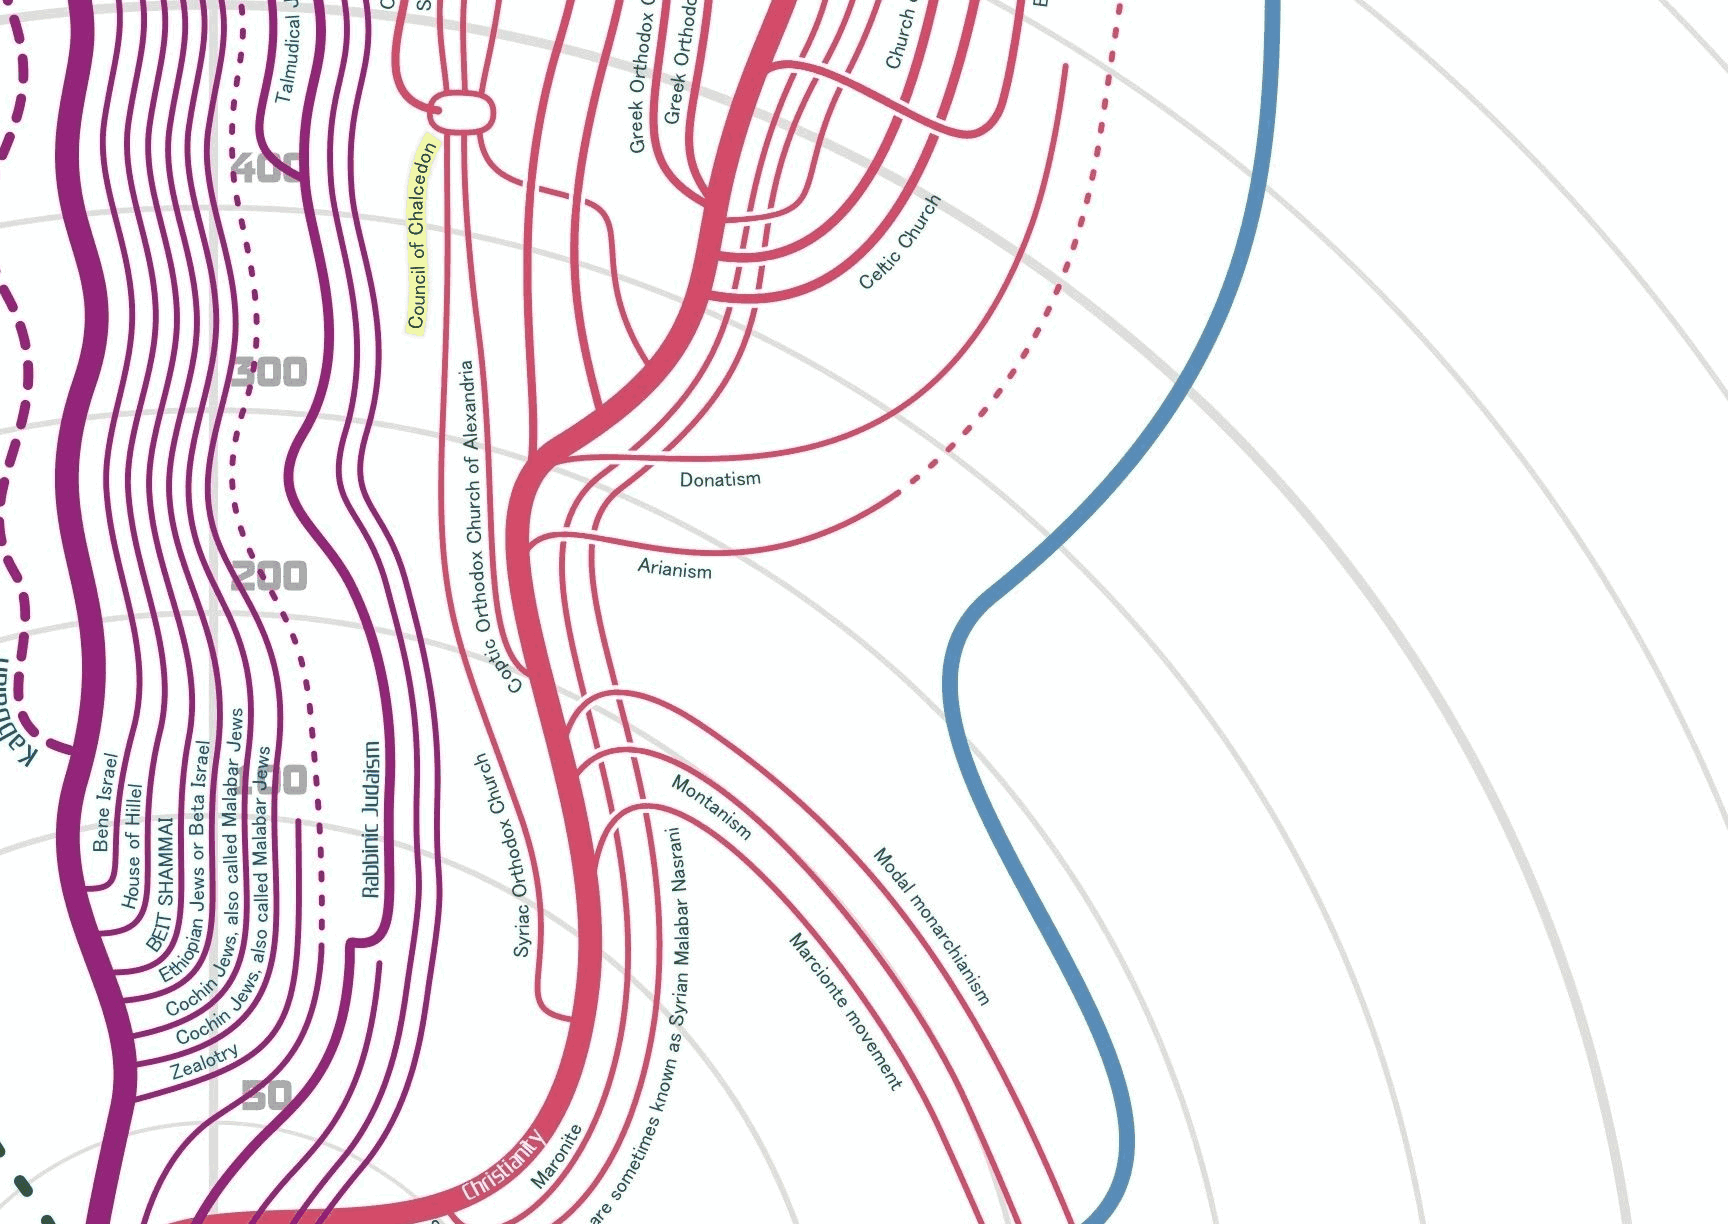 Talmudical J
Greek Orthodox C
Greek Orthodo
Church
400
Council of Chalcedon
Celtic Church
300
Coptic Orthodox Church of Alexandria
Donatism
Arianism
200
Kabbalah
100
Bene Israel
House of Hillel
BEIT SHAMMAI
Ethiopian Jews or Beta Israel
Cochin Jews, also called Malabar Jews
Cochin Jews, also called Malabar Jews
Zealotry
Rabbinic Judaism
Syriac Orthodox Church
Montanism
Modal monarchianism
Marcionte movement
50
Christianity
Maronite
are sometimes known as Syrian Malabar Nasrani